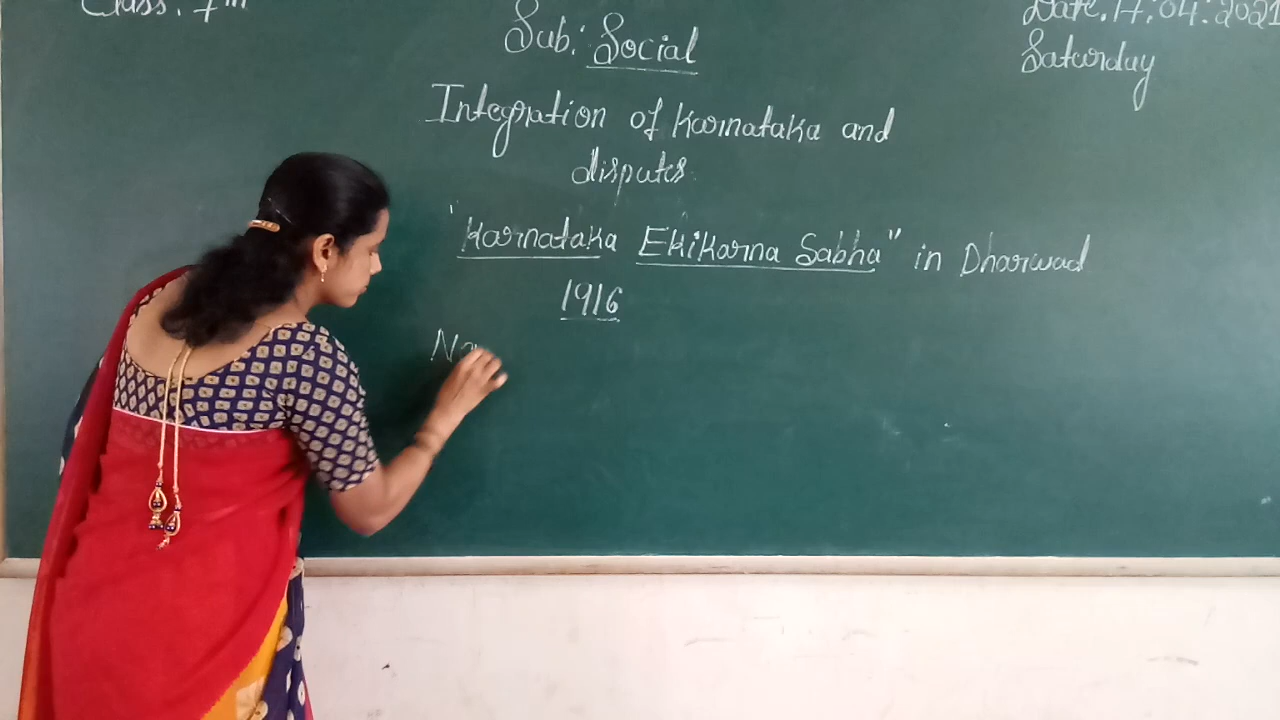 Class: 7th
Date. 17:04:2021
Sub: Social
Saturday
Integration of Karnataka and
disputes.
"Karnataka Ekikarna Sabha" in Dharwad
1916